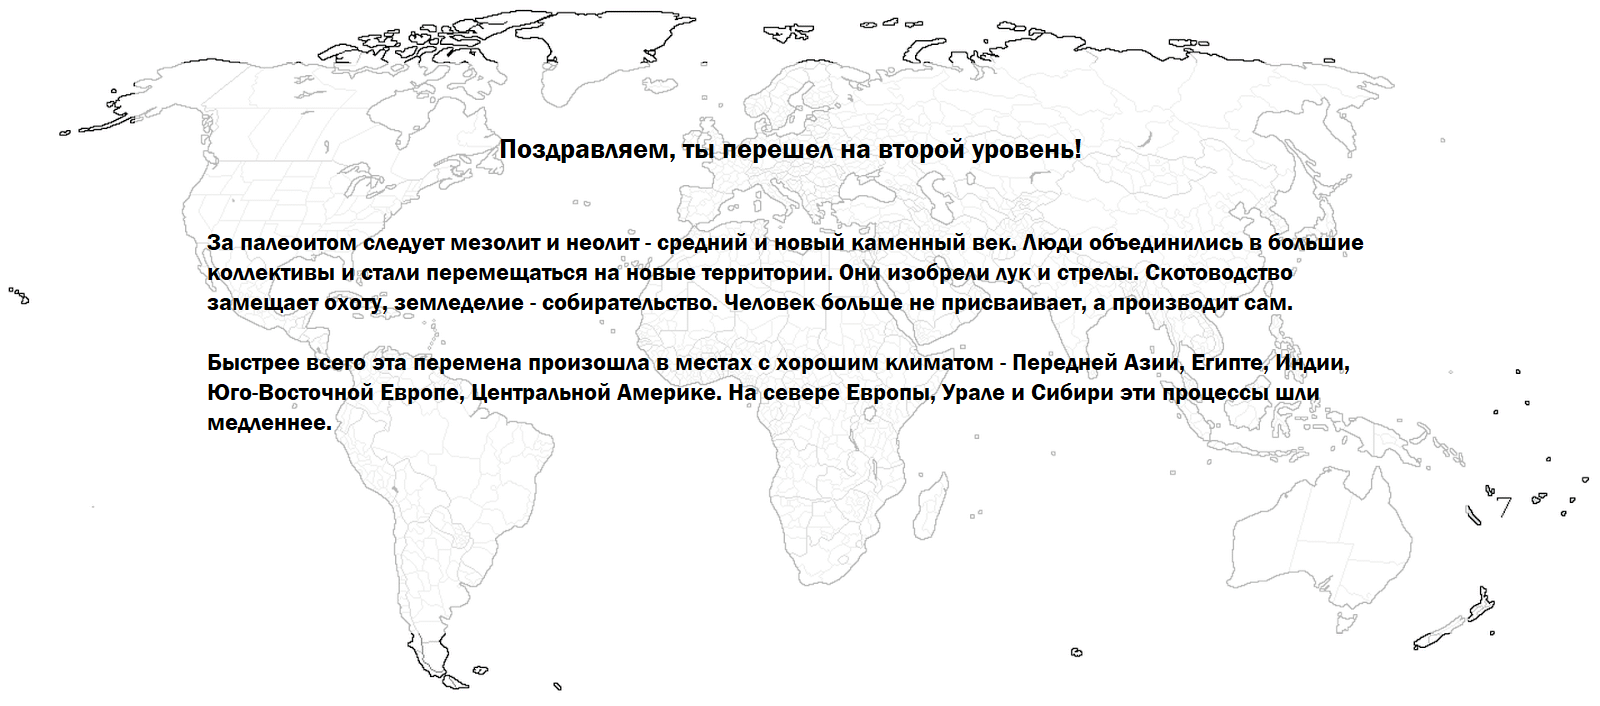 Поздравляем, ты перешел на второй уровень!
За палеоитом следует мезолит и неолит - средний и новый каменный век. Люди объединились в большие
коллективы и стали перемещаться на новые территории. Они изобрели лук и стрелы. Скотоводство
замещает охоту, земледелие - собирательство. Человек больше не присваивает, а производит сам.
Быстрее всего эта перемена произошла в местах с хорошим климатом - Передней Азии, Египте, Индии,
Юго-Восточной Европе, Центральной Америке. На севере Европы, Урале и Сибири эти процессы шли
медленнее.
7